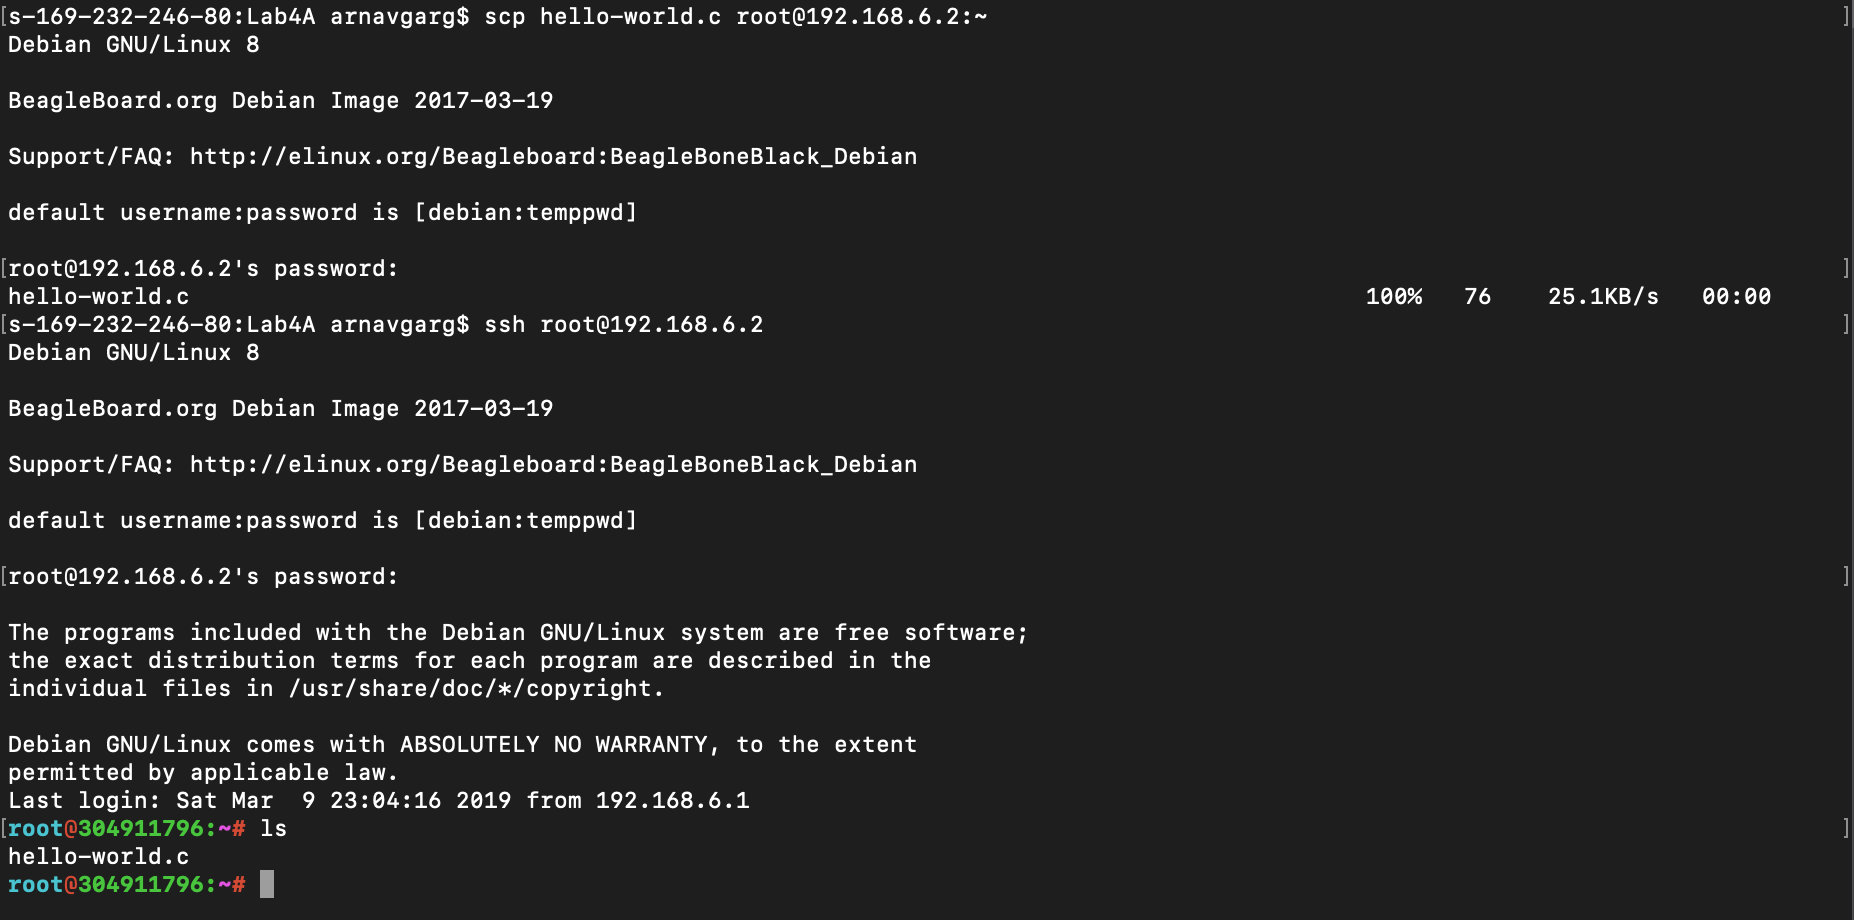 [s-169-232-246-80:Lab4A arnavgarg$ scp hello-world.c root@192.168.6.2:~ ]
Debian GNU/Linux 8
BeagleBoard.org Debian Image 2017-03-19
Support/FAQ: http://elinux.org/Beagleboard:BeagleBoneBlack_Debian
default username:password is [debian:temppwd]
[root@192.168.6.2's password: ]
hello-world.c 100% 76 25.1KB/s 00:00
[s-169-232-246-80:Lab4A arnavgarg$ ssh root@192.168.6.2 ]
Debian GNU/Linux 8
BeagleBoard.org Debian Image 2017-03-19
Support/FAQ: http://elinux.org/Beagleboard:BeagleBoneBlack_Debian
default username:password is [debian:temppwd]
[root@192.168.6.2's password: ]
The programs included with the Debian GNU/Linux system are free software;
the exact distribution terms for each program are described in the
individual files in /usr/share/doc/*/copyright.
Debian GNU/Linux comes with ABSOLUTELY NO WARRANTY, to the extent
permitted by applicable law.
Last login: Sat Mar  9 23:04:16 2019 from 192.168.6.1
[root@304911796:~# ls ]
hello-world.c
root@304911796:~#